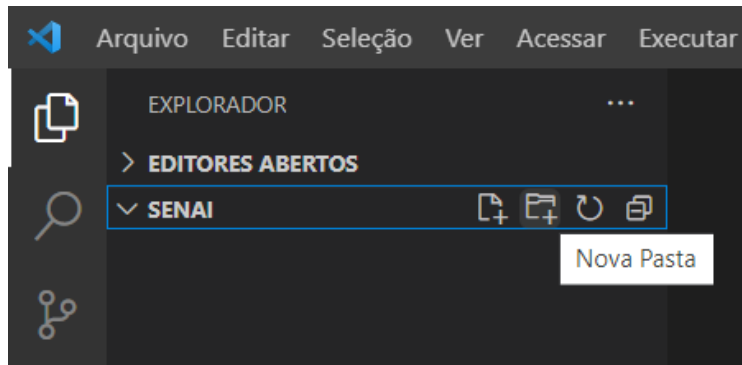 Arquivo Editar Seleção Ver Acessar Executar
EXPLORADOR
EDITORES ABERTOS
SENAI
Nova Pasta